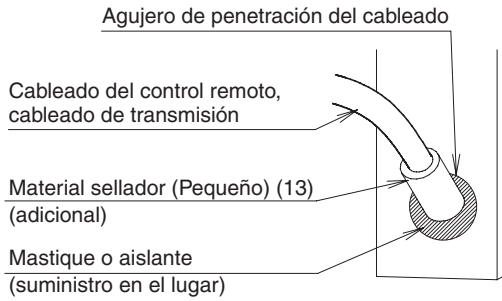 Agujero de penetración del cableado
Cableado del control remoto,
cableado de transmisión
Material sellador (Pequeño) (13)
(adicional)
Mastique o aislante
(suministro en el lugar)